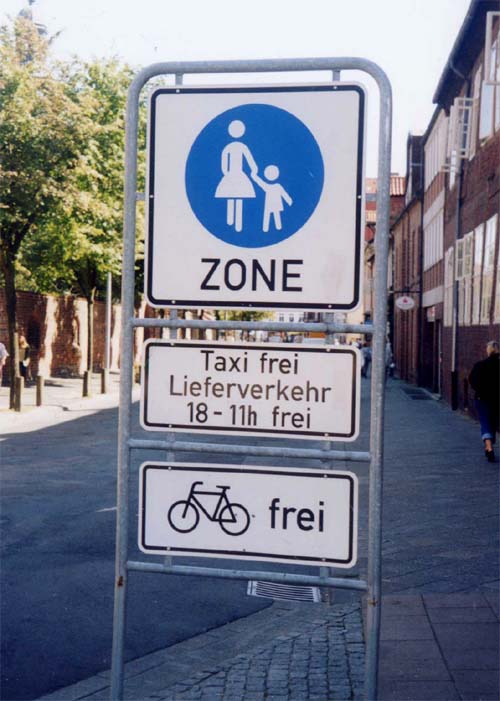 ZONE
Taxi frei
Lieferverkehr
18-11h frei
frei